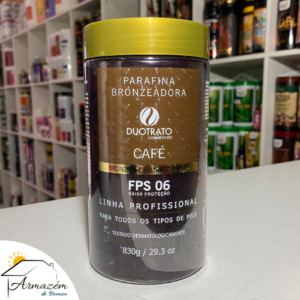 PARAFINA
BRONZEADORA
DUOTRATO
COSMETICOS
CAFÉ
FPS 06
BAIXA PROTEÇÃO
LINHA PROFISSIONAL
PARA TODOS OS TIPOS DE PELE
TESTADO DERMATOLOGICAMENTE
830g / 29.3 oz
Armazém
do Bronze